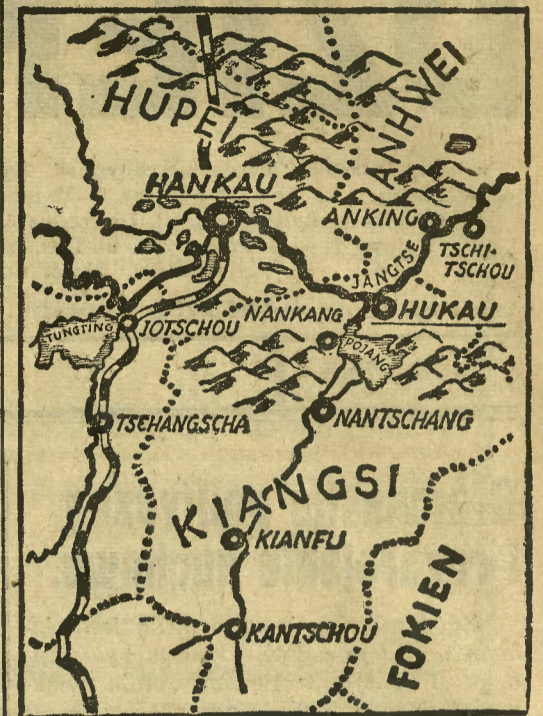 HUPEI
ANHWEI
HANKAU
ANKING
TSCHI-
TSCHOU
JANGTSE
HUKAU
NANKANG
TUNGTING
JOTSCHOU
POJANG
TSCHANGSCHA
NANTSCHANG
KIANGSI
KIANFU
FOKIEN
KANTSCHOU